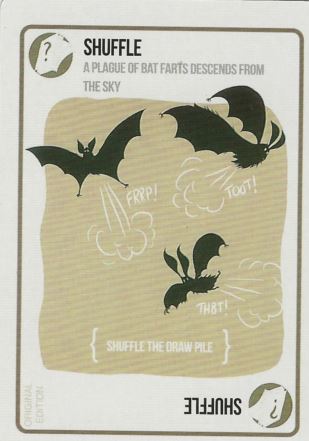 ?
SHUFFLE
A PLAGUE OF BAT FARTS DESCENDS FROM
THE SKY
FRRP!
TOOT!
THBT!
{ SHUFFLE THE DRAW PILE }
ORIGINAL
EDITION
SHUFFLE
?